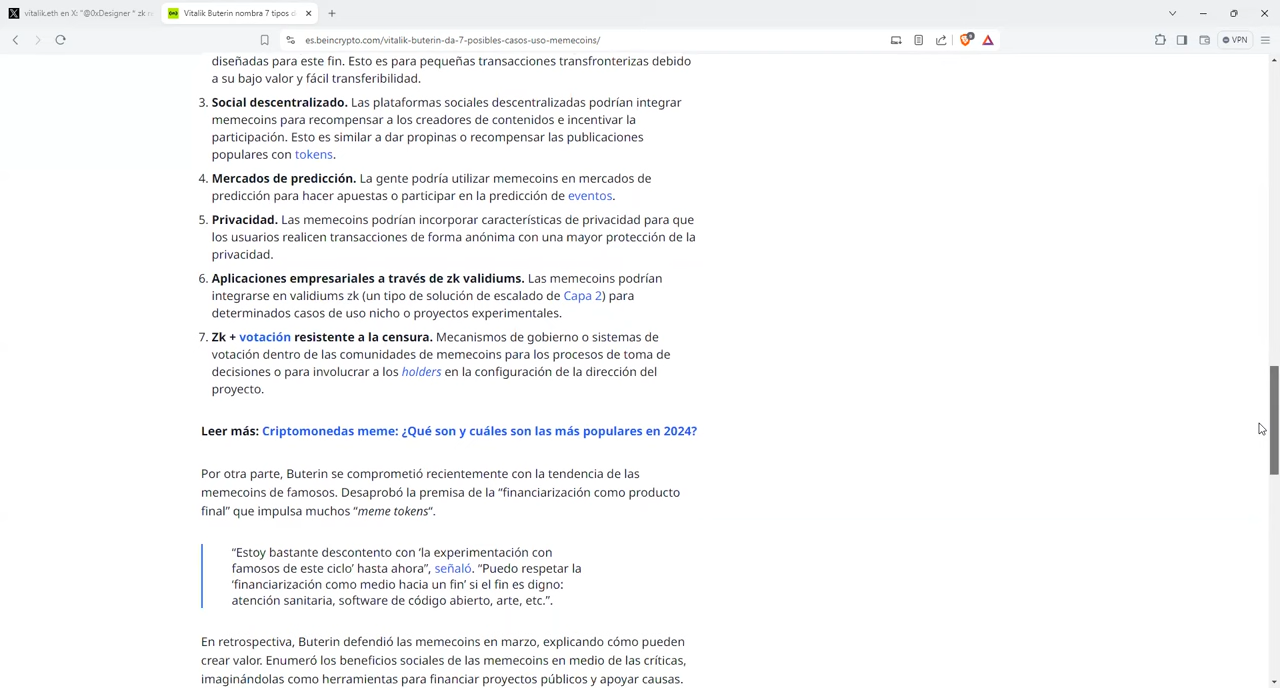 vitalik.eth en X: "@0xDesigner * zk
Vitalik Buterin nombra 7 tipos d
es.beincrypto.com/vitalik-buterin-da-7-posibles-casos-uso-memecoins/
VPN
diseñadas para este fin. Esto es para pequeñas transacciones transfronterizas debido
a su bajo valor y fácil transferibilidad.
3. Social descentralizado. Las plataformas sociales descentralizadas podrían integrar
memecoins para recompensar a los creadores de contenidos e incentivar la
participación. Esto es similar a dar propinas o recompensar las publicaciones
populares con tokens.
4. Mercados de predicción. La gente podría utilizar memecoins en mercados de
predicción para hacer apuestas o participar en la predicción de eventos.
5. Privacidad. Las memecoins podrían incorporar características de privacidad para que
los usuarios realicen transacciones de forma anónima con una mayor protección de la
privacidad.
6. Aplicaciones empresariales a través de zk validiums. Las memecoins podrían
integrarse en validiums zk (un tipo de solución de escalado de Capa 2) para
determinados casos de uso nicho o proyectos experimentales.
7. Zk + votación resistente a la censura. Mecanismos de gobierno o sistemas de
votación dentro de las comunidades de memecoins para los procesos de toma de
decisiones o para involucrar a los holders en la configuración de la dirección del
proyecto.
Leer más: Criptomonedas meme: ¿Qué son y cuáles son las más populares en 2024?
Por otra parte, Buterin se comprometió recientemente con la tendencia de las
memecoins de famosos. Desaprobó la premisa de la “financiarización como producto
final” que impulsa muchos “meme tokens“.
“Estoy bastante descontento con ‘la experimentación con
famosos de este ciclo’ hasta ahora”, señaló. “Puedo respetar la
‘financiarización como medio hacia un fin’ si el fin es digno:
atención sanitaria, software de código abierto, arte, etc.”.
En retrospectiva, Buterin defendió las memecoins en marzo, explicando cómo pueden
crear valor. Enumeró los beneficios sociales de las memecoins en medio de las críticas,
imaginándolas como herramientas para financiar proyectos públicos y apoyar causas.